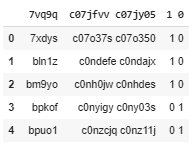 7vq9q c07jfvv c07jy05 1 0
0 7xdys c07o37s c07o350 1 0
1 bln1z c0ndefe c0ndajx 1 0
2 bm9yo c0nh0jw c0nhdes 1 0
3 bpkof c0nyigy c0ny03s 0 1
4 bpuo1 c0nzcjq c0nz11j 0 1